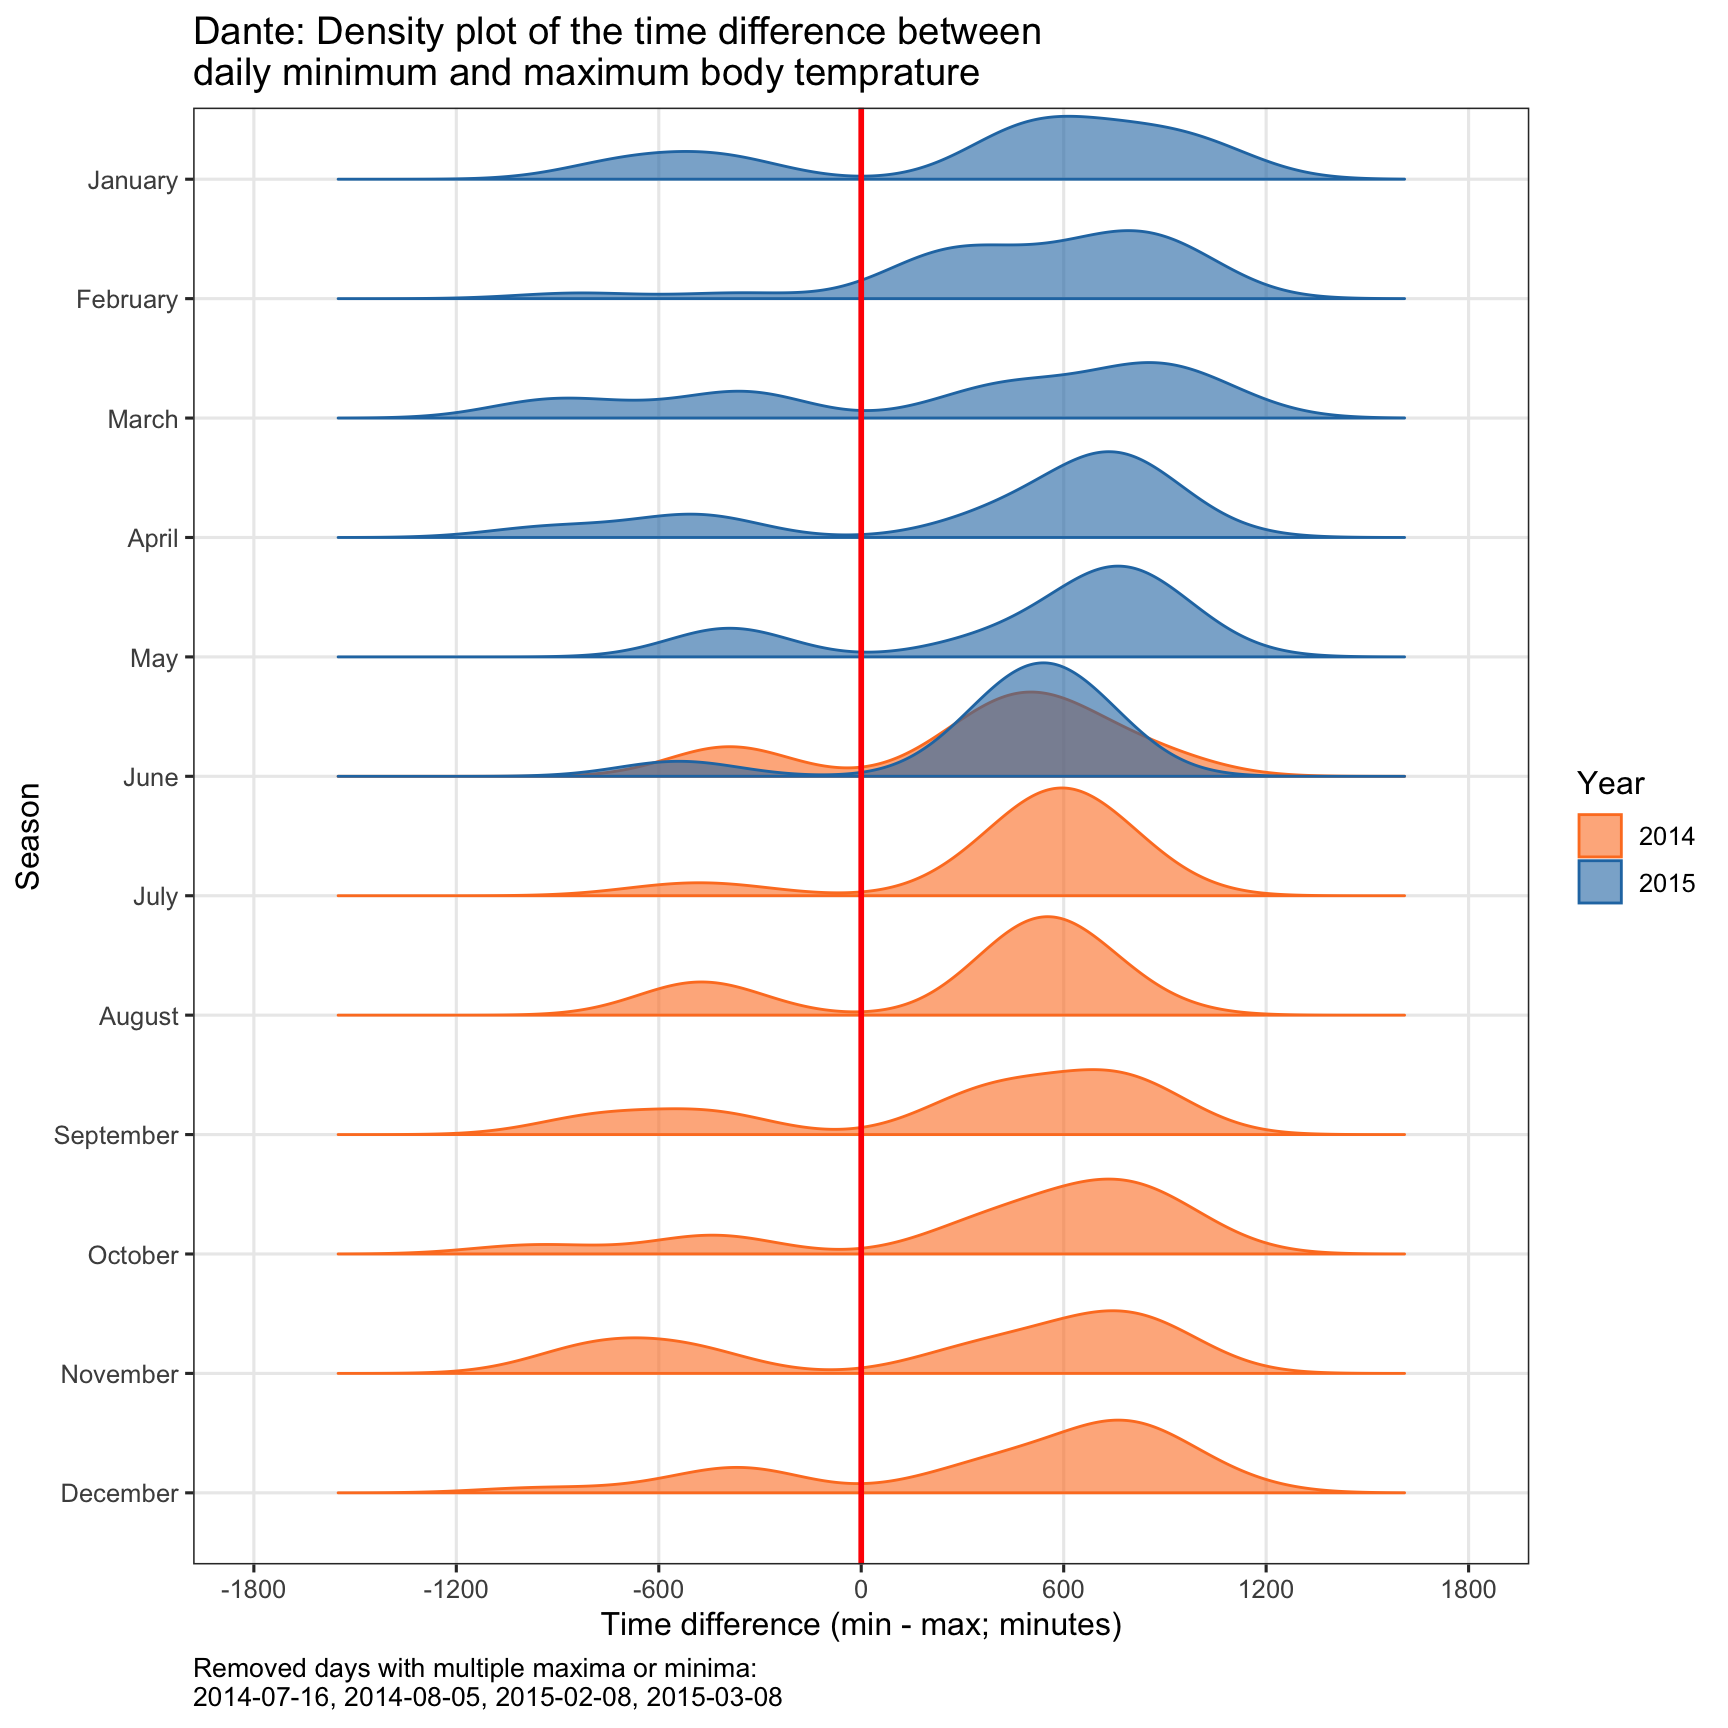 Dante: Density plot of the time difference between
daily minimum and maximum body temprature
January
February
March
April
May
June
July
August
September
October
November
December
Season
Year
2014
2015
-1800 -1200 -600 0 600 1200 1800
Time difference (min - max; minutes)
Removed days with multiple maxima or minima:
2014-07-16, 2014-08-05, 2015-02-08, 2015-03-08